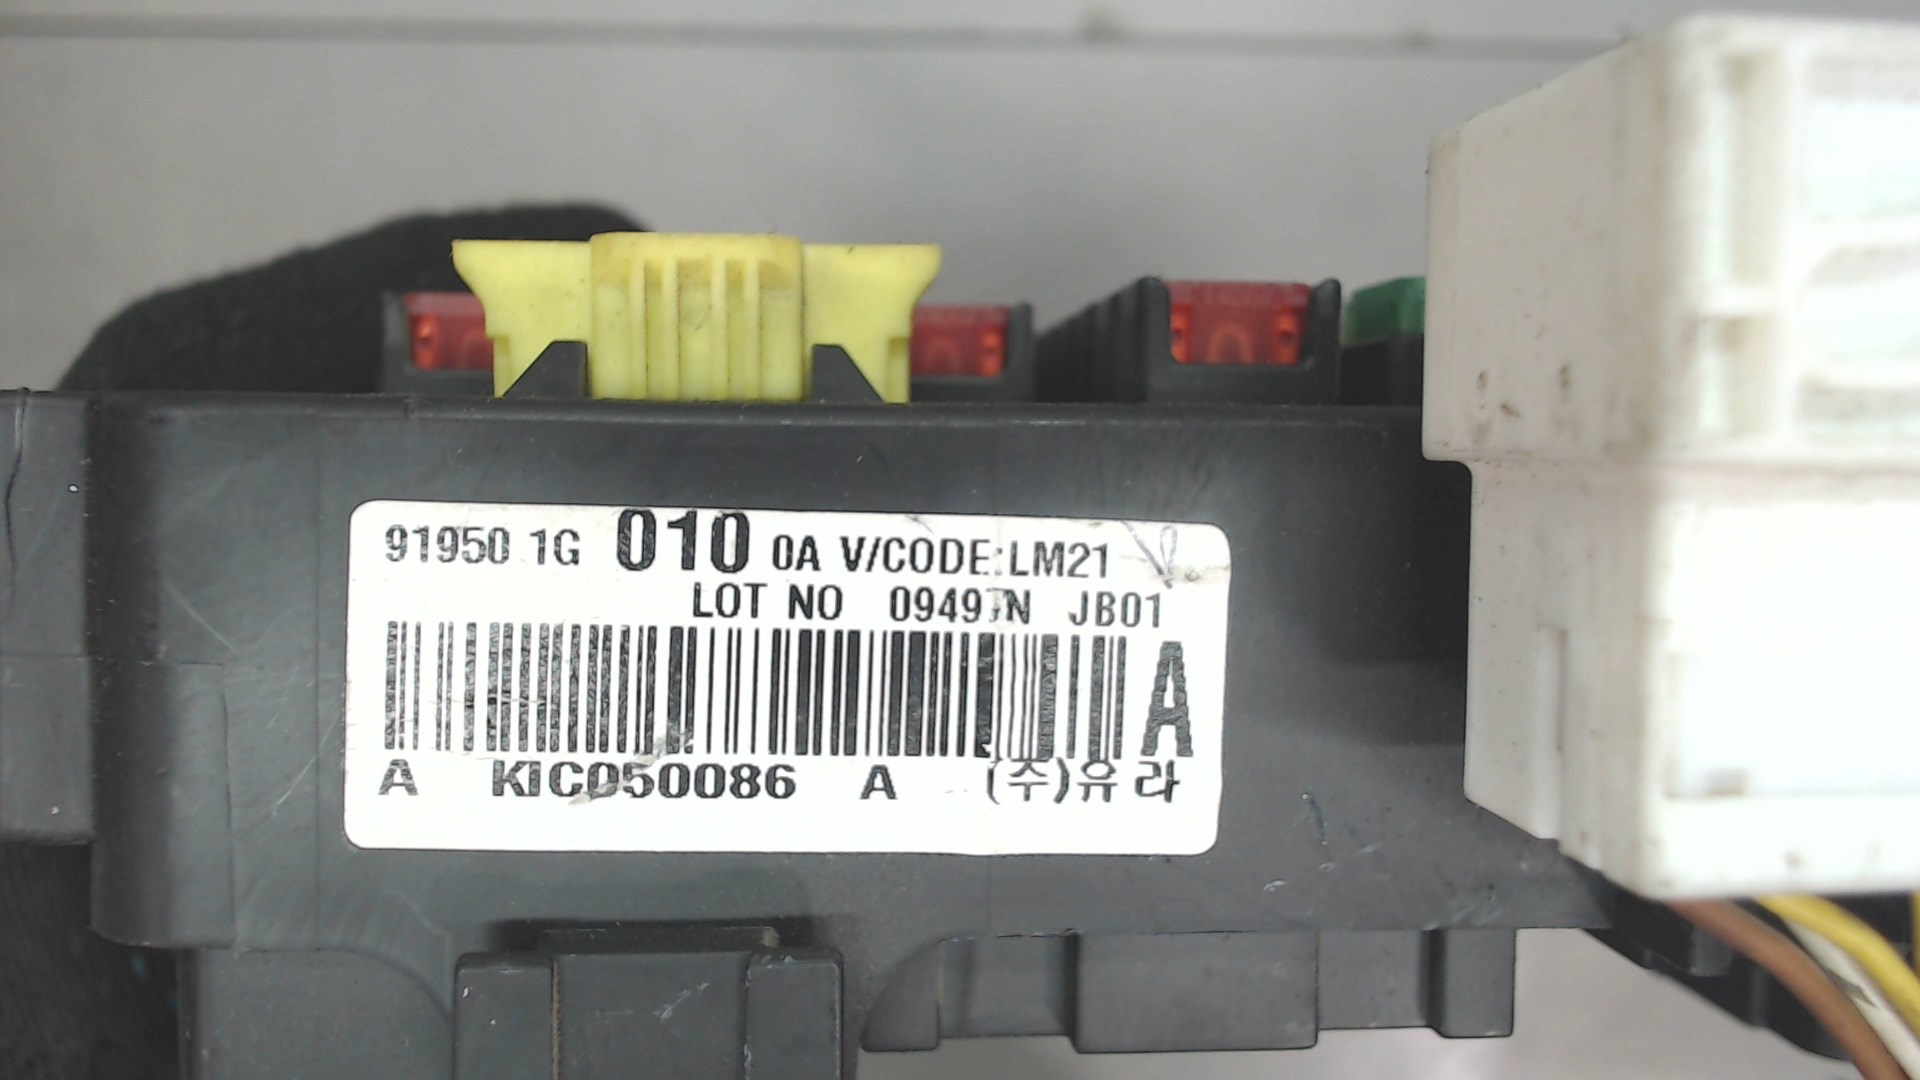 91950 1G 010 0A V/CODE:LM21
LOT NO JB01
A
A KIC050086 A (주)유라